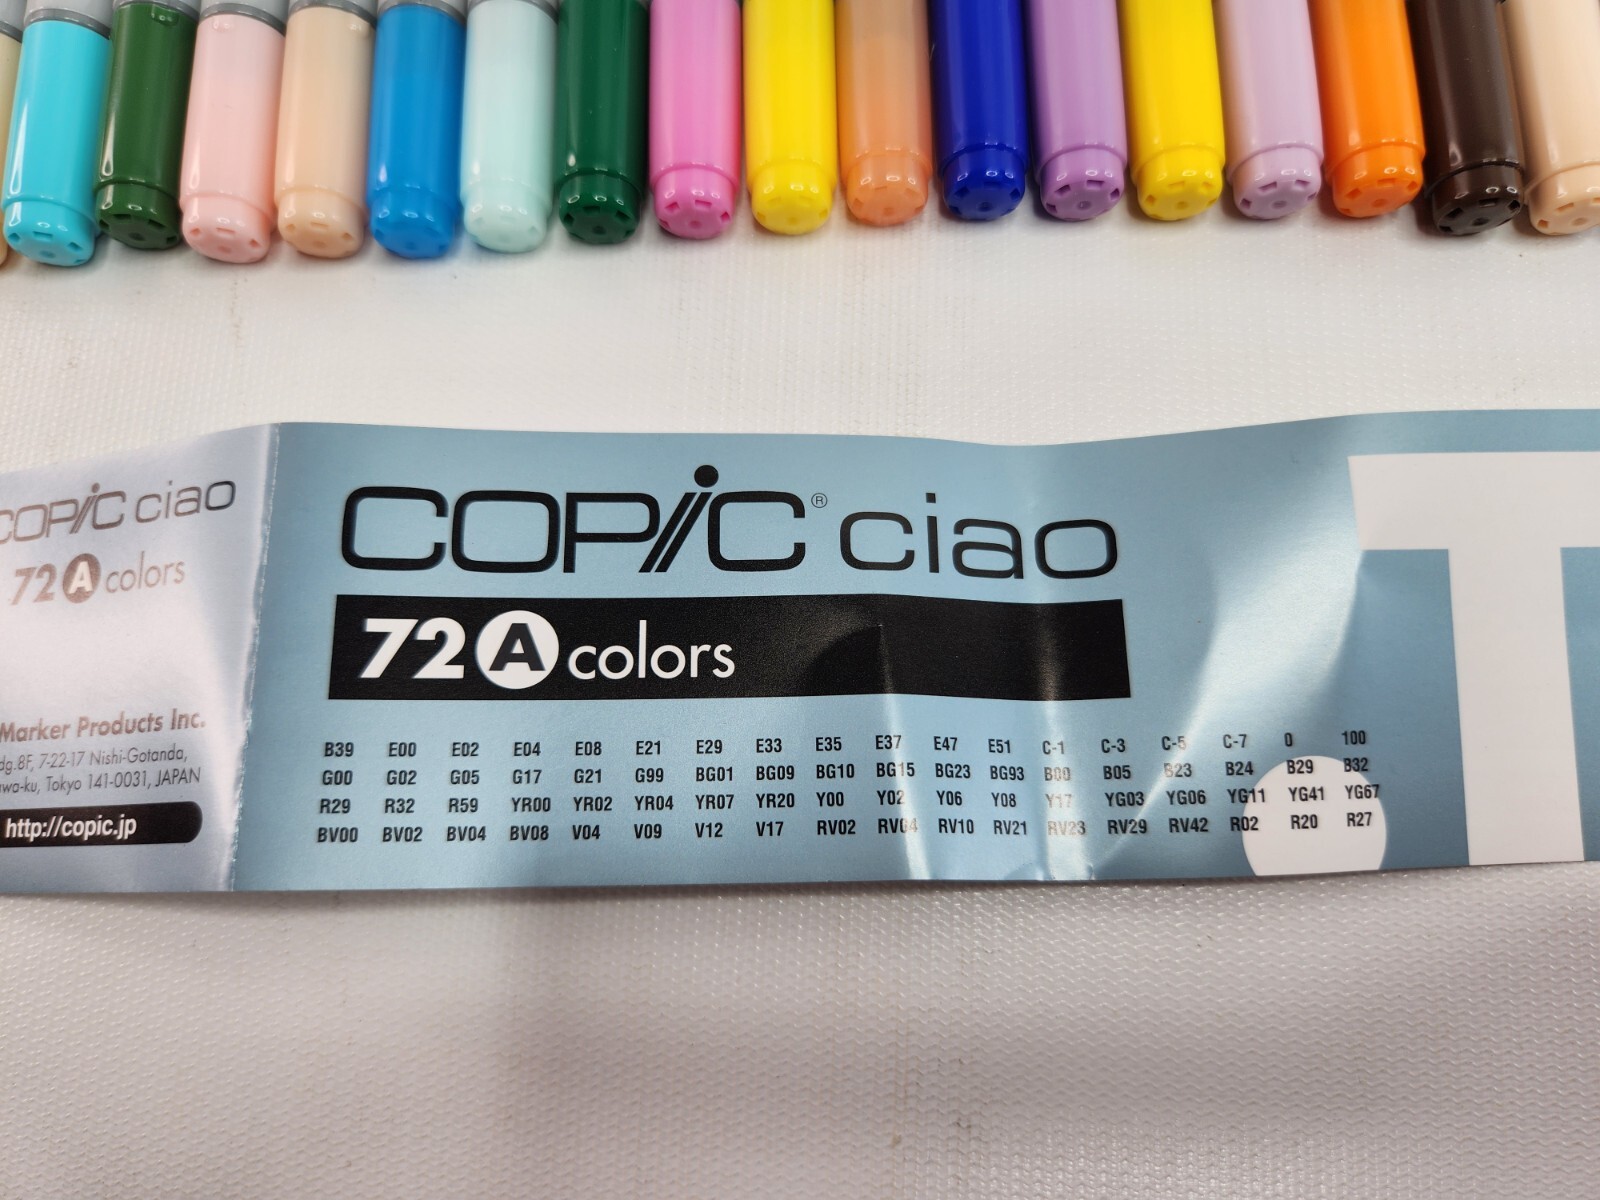 COPiC ciao
72 A colors
Marker Products Inc.
dg.8F, 7-22-17 Nishi-Gotanda,
wa-ku, Tokyo 141-0031, JAPAN
http://copic.jp
COPiC® ciao
72 A colors
B39 E00 E02 E04 E08 E21 E29 E33 E35 E37 E47 E51 C-1 C-3 C-5 C-7 0 100
G00 G02 G05 G17 G21 G99 BG01 BG09 BG10 BG15 BG23 BG93 B00 B05 B23 B24 B29 B32
R29 R32 R59 YR00 YR02 YR04 YR07 YR20 Y00 Y02 Y06 Y08 Y17 YG03 YG06 YG11 YG41 YG67
BV00 BV02 BV04 BV08 V04 V09 V12 V17 RV02 RV04 RV10 RV21 RV23 RV29 RV42 R02 R20 R27